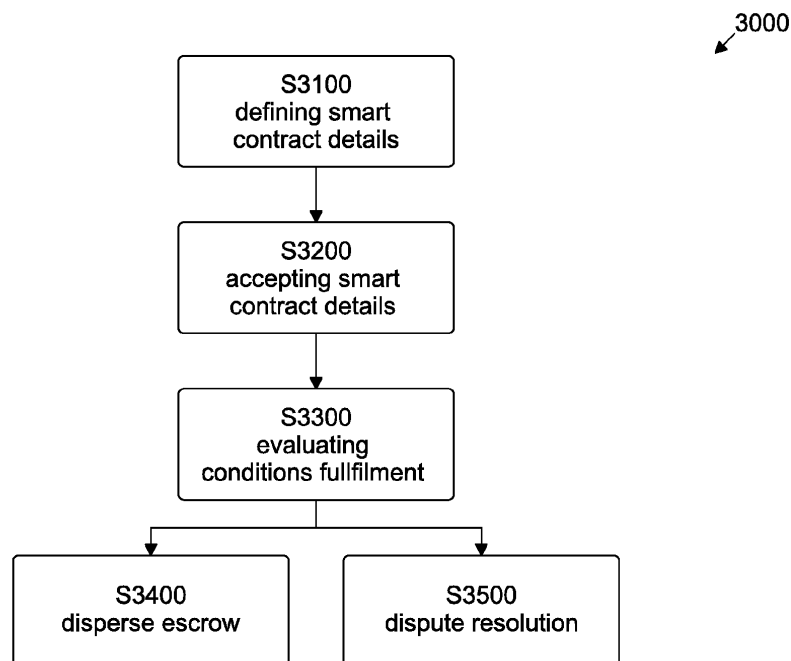 3000
S3100
defining smart
contract details
S3200
accepting smart
contract details
S3300
evaluating
conditions fullfilment
S3400
disperse escrow
S3500
dispute resolution